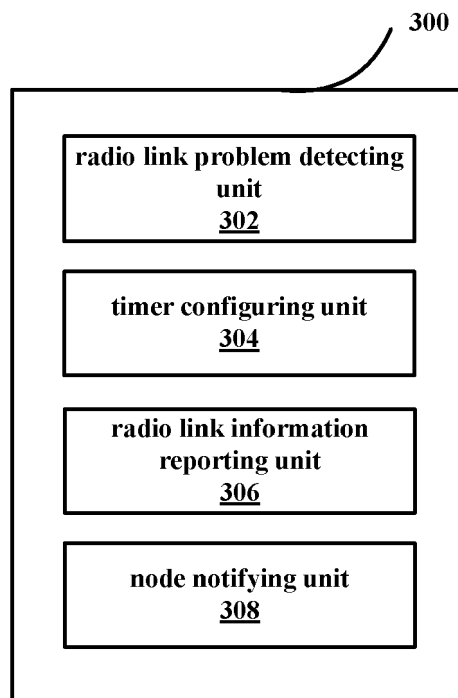 300
radio link problem detecting
unit
302
timer configuring unit
304
radio link information
reporting unit
306
node notifying unit
308